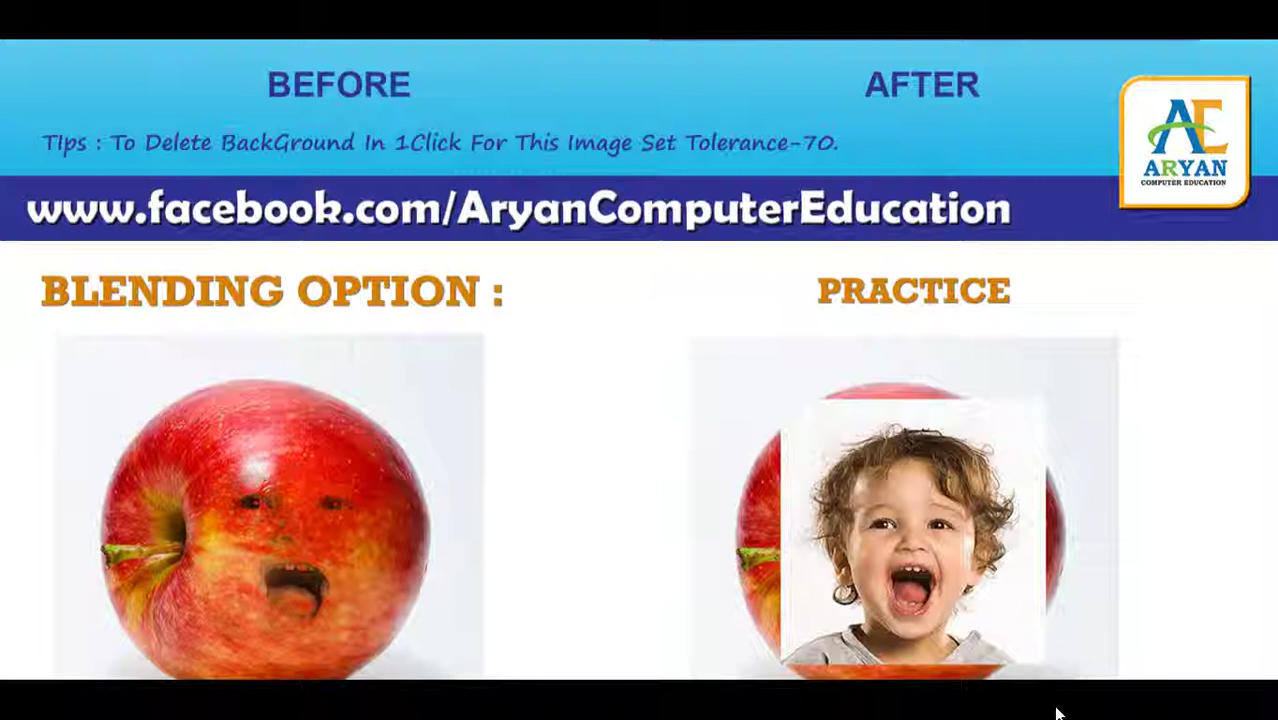 BEFORE
AFTER
TIps : To Delete BackGround In 1Click For This Image Set Tolerance-70.
AE
ARYAN
COMPUTER EDUCATION
www.facebook.com/AryanComputerEducation
BLENDING OPTION :
PRACTICE